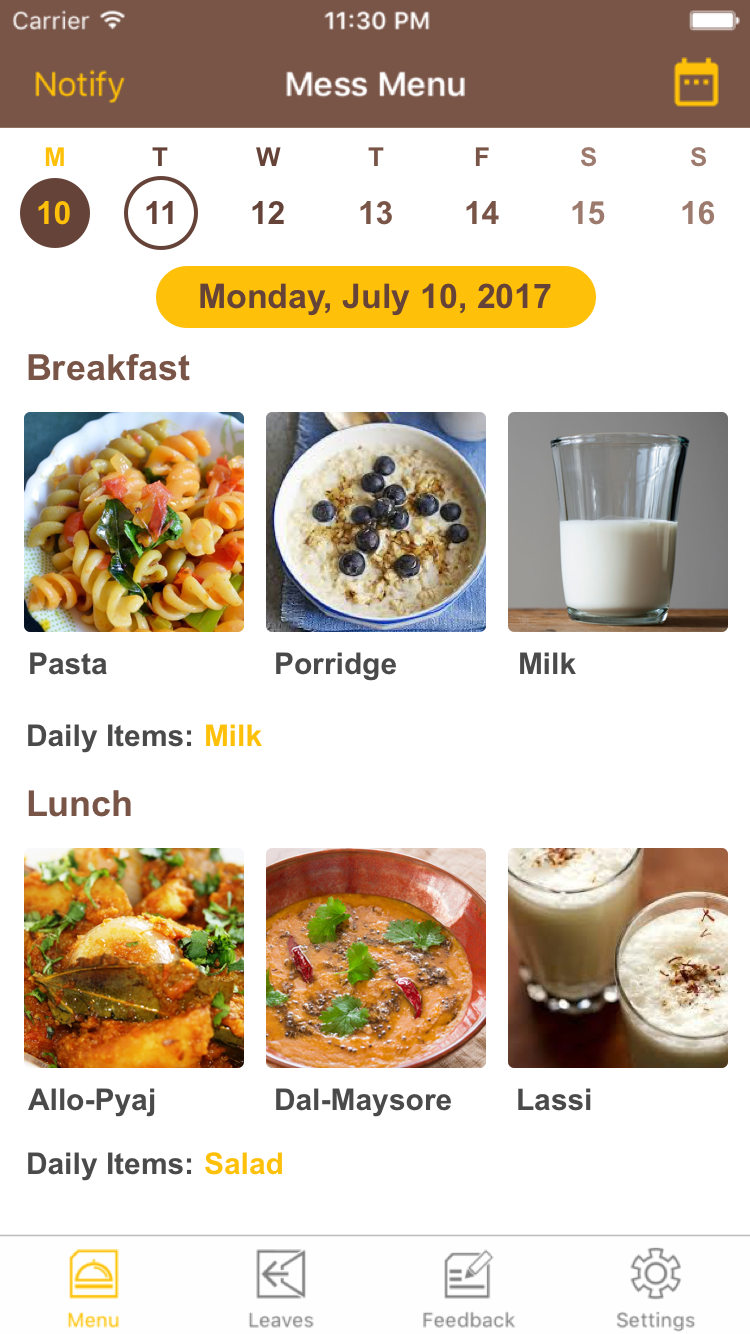 Carrier 11:30 PM
Notify Mess Menu
M T W T F S S
10 11 12 13 14 15 16
Monday, July 10, 2017
Breakfast
Pasta Porridge Milk
Daily Items: Milk
Lunch
Allo-Pyaj Dal-Maysore Lassi
Daily Items: Salad
Menu Leaves Feedback Settings